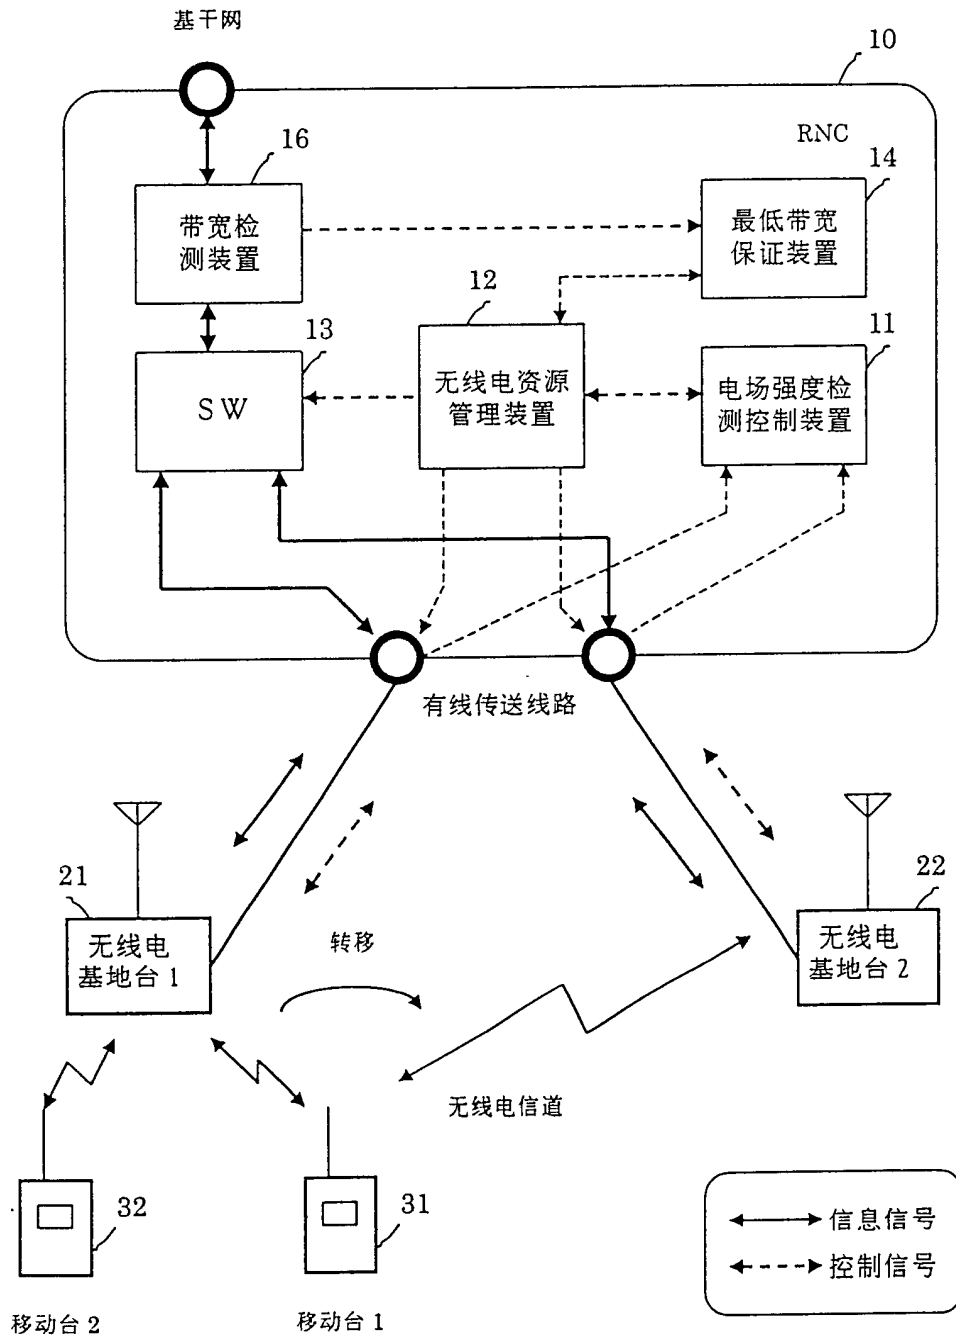 基干网
10
RNC
16
14
带宽检
测装置
最低带宽
保证装置
12
13
11
SW
无线电资源
管理装置
电场强度检
测控制装置
有线传送线路
21
22
无线电
基地台1
无线电
基地台2
转移
无线电信道
32
31
信息信号
控制信号
移动台2
移动台1